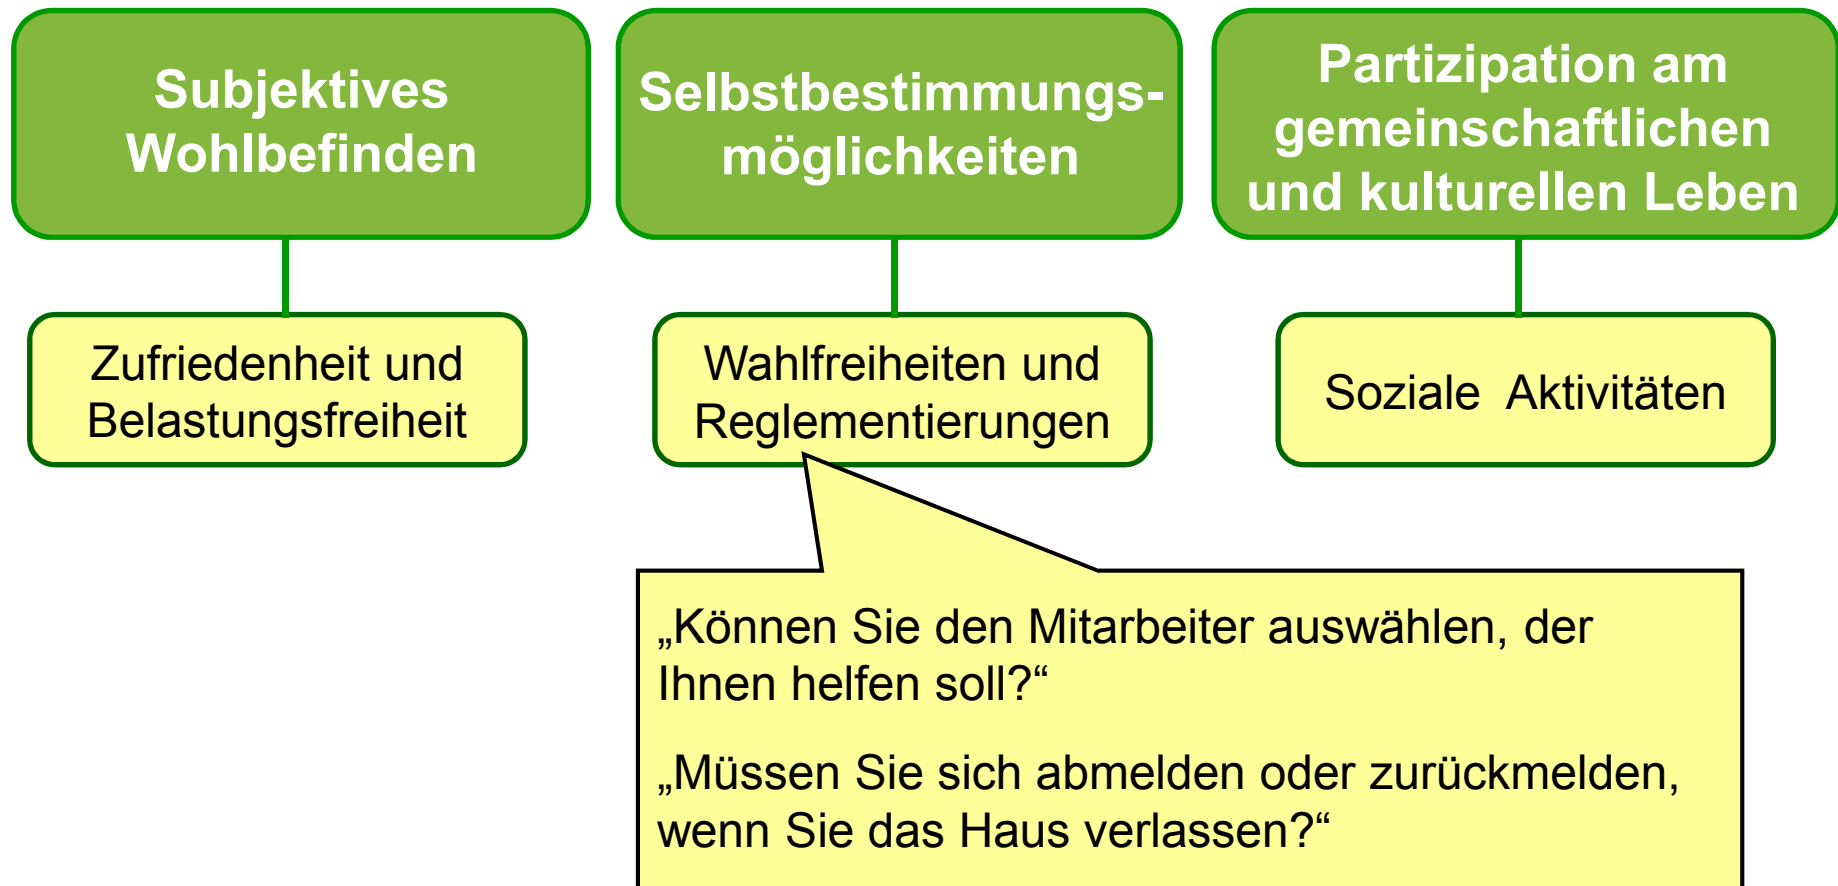 Subjektives
Wohlbefinden
Selbstbestimmungs-
möglichkeiten
Partizipation am
gemeinschaftlichen
und kulturellen Leben
Zufriedenheit und
Belastungsfreiheit
Wahlfreiheiten und
Reglementierungen
Soziale Aktivitäten
„Können Sie den Mitarbeiter auswählen, der
Ihnen helfen soll?“
„Müssen Sie sich abmelden oder zurückmelden,
wenn Sie das Haus verlassen?“